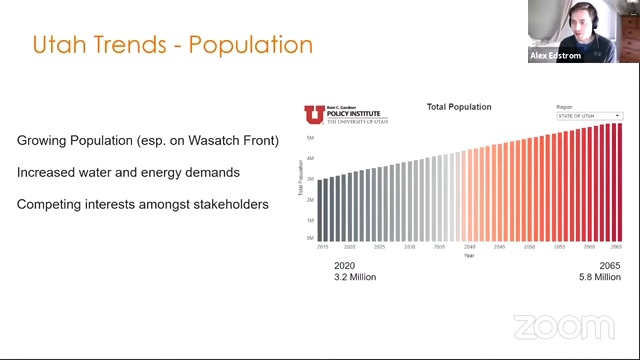 Utah Trends - Population
Alex Edstrom
Growing Population (esp. on Wasatch Front)
Increased water and energy demands
Competing interests amongst stakeholders
Kem C. Gardner
POLICY INSTITUTE
THE UNIVERSITY OF UTAH
Total Population
Region
STATE OF UTAH
Total Population
5M
4M
3M
2M
1M
0M
2015 2020 2025 2030 2035 2040 2045 2050 2055 2060 2065
Year
2020
3.2 Million
2065
5.8 Million
zoom